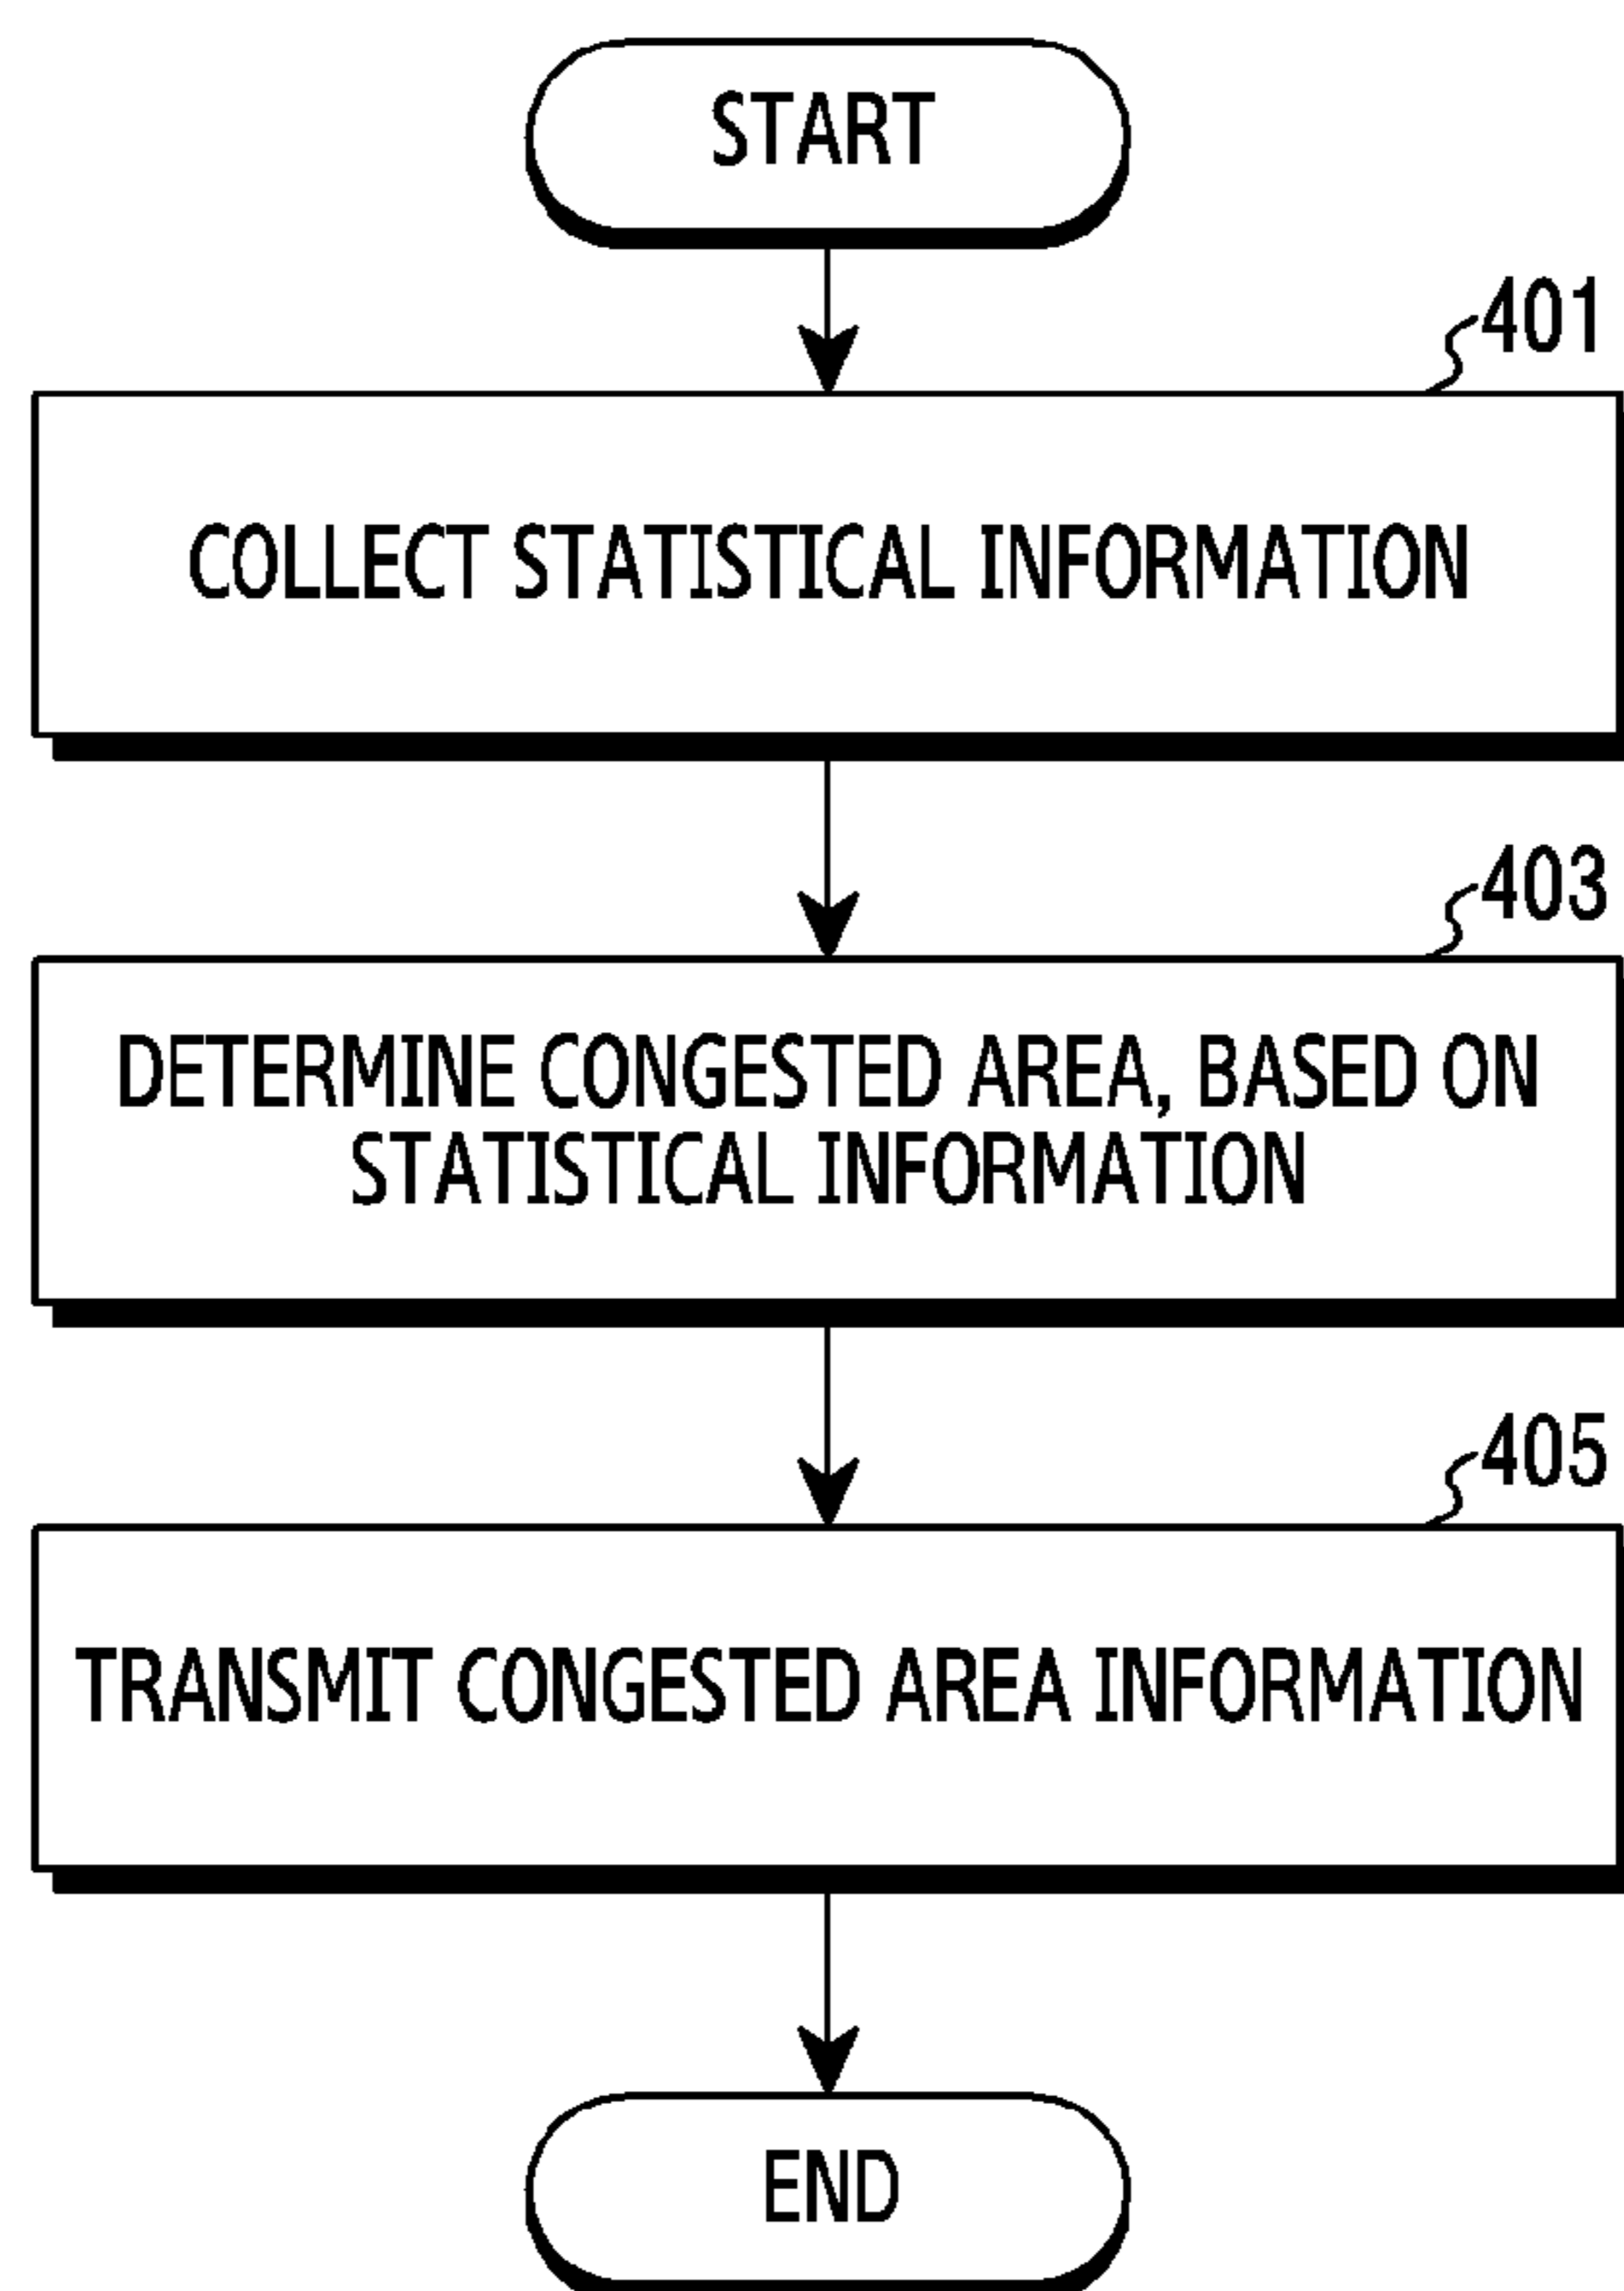 START
401
COLLECT STATISTICAL INFORMATION
403
DETERMINE CONGESTED AREA, BASED ON
STATISTICAL INFORMATION
405
TRANSMIT CONGESTED AREA INFORMATION
END